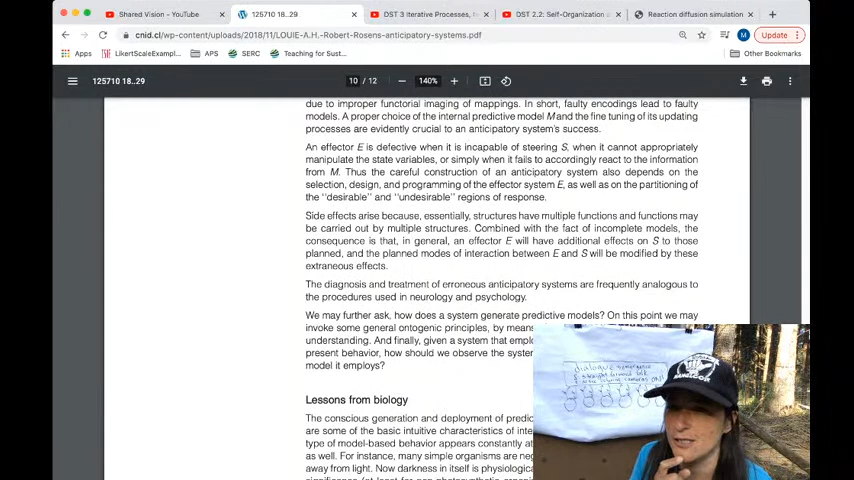 Shared Vision - YouTube
125710 18..29
DST 3 Iterative Processes, I
DST 2.2: Self-Organization o
Reaction diffusion simulation
Update
cnid.cl/wp-content/uploads/2018/11/LOUIE-A.H.-Robert-Rosens-anticipatory-systems.pdf
Apps
LikertScaleExampl...
APS
SERC
Teaching for Sust...
Other Bookmarks
125710 18..29
10 / 12
140%
due to improper functorial imaging of mappings. In short, faulty encodings lead to faulty
models. A proper choice of the internal predictive model M and the fine tuning of its updating
processes are evidently crucial to an anticipatory system's success.
An effector E is defective when it is incapable of steering S, when it cannot appropriately
manipulate the state variables, or simply when it fails to accordingly react to the information
from M. Thus the careful construction of an anticipatory system also depends on the
selection, design, and programming of the effector system E, as well as on the partitioning of
the "desirable" and "undesirable" regions of response.
Side effects arise because, essentially, structures have multiple functions and functions may
be carried out by multiple structures. Combined with the fact of incomplete models, the
consequence is that, in general, an effector E will have additional effects on S to those
planned, and the planned modes of interaction between E and S will be modified by these
extraneous effects.
The diagnosis and treatment of erroneous anticipatory systems are frequently analogous to
the procedures used in neurology and psychology.
We may further ask, how does a system generate predictive models? On this point we may
invoke some general ontogenic principles, by means
understanding. And finally, given a system that empl
present behavior, how should we observe the system
model it employs?
Lessons from biology
The conscious generation and deployment of predic
are some of the basic intuitive characteristics of inte
type of model-based behavior appears constantly at
as well. For instance, many simple organisms are neg
away from light. Now darkness in itself is physiologic
dialogue